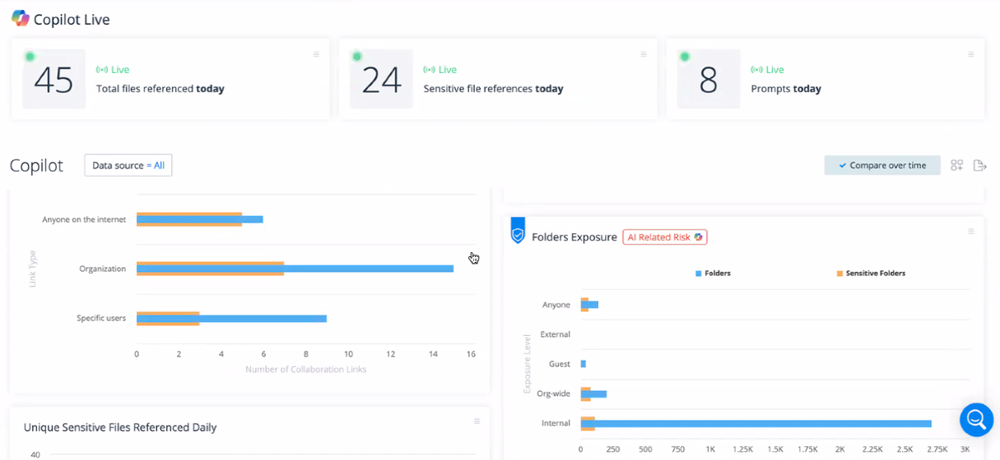 Copilot Live
45
Live
Total files referenced today
24
Live
Sensitive file references today
8
Live
Prompts today
Copilot
Data source = All
Compare over time
Link Type
Anyone on the internet
Organization
Specific users
0 2 4 6 8 10 12 14 16
Number of Collaboration Links
Folders Exposure
AI Related Risk
Folders
Sensitive Folders
Exposure Level
Anyone
External
Guest
Org-wide
Internal
0 250 500 750 1K 1.25K 1.5K 1.75K 2K 2.25K 2.5K 2.75K 3K
Unique Sensitive Files Referenced Daily
40